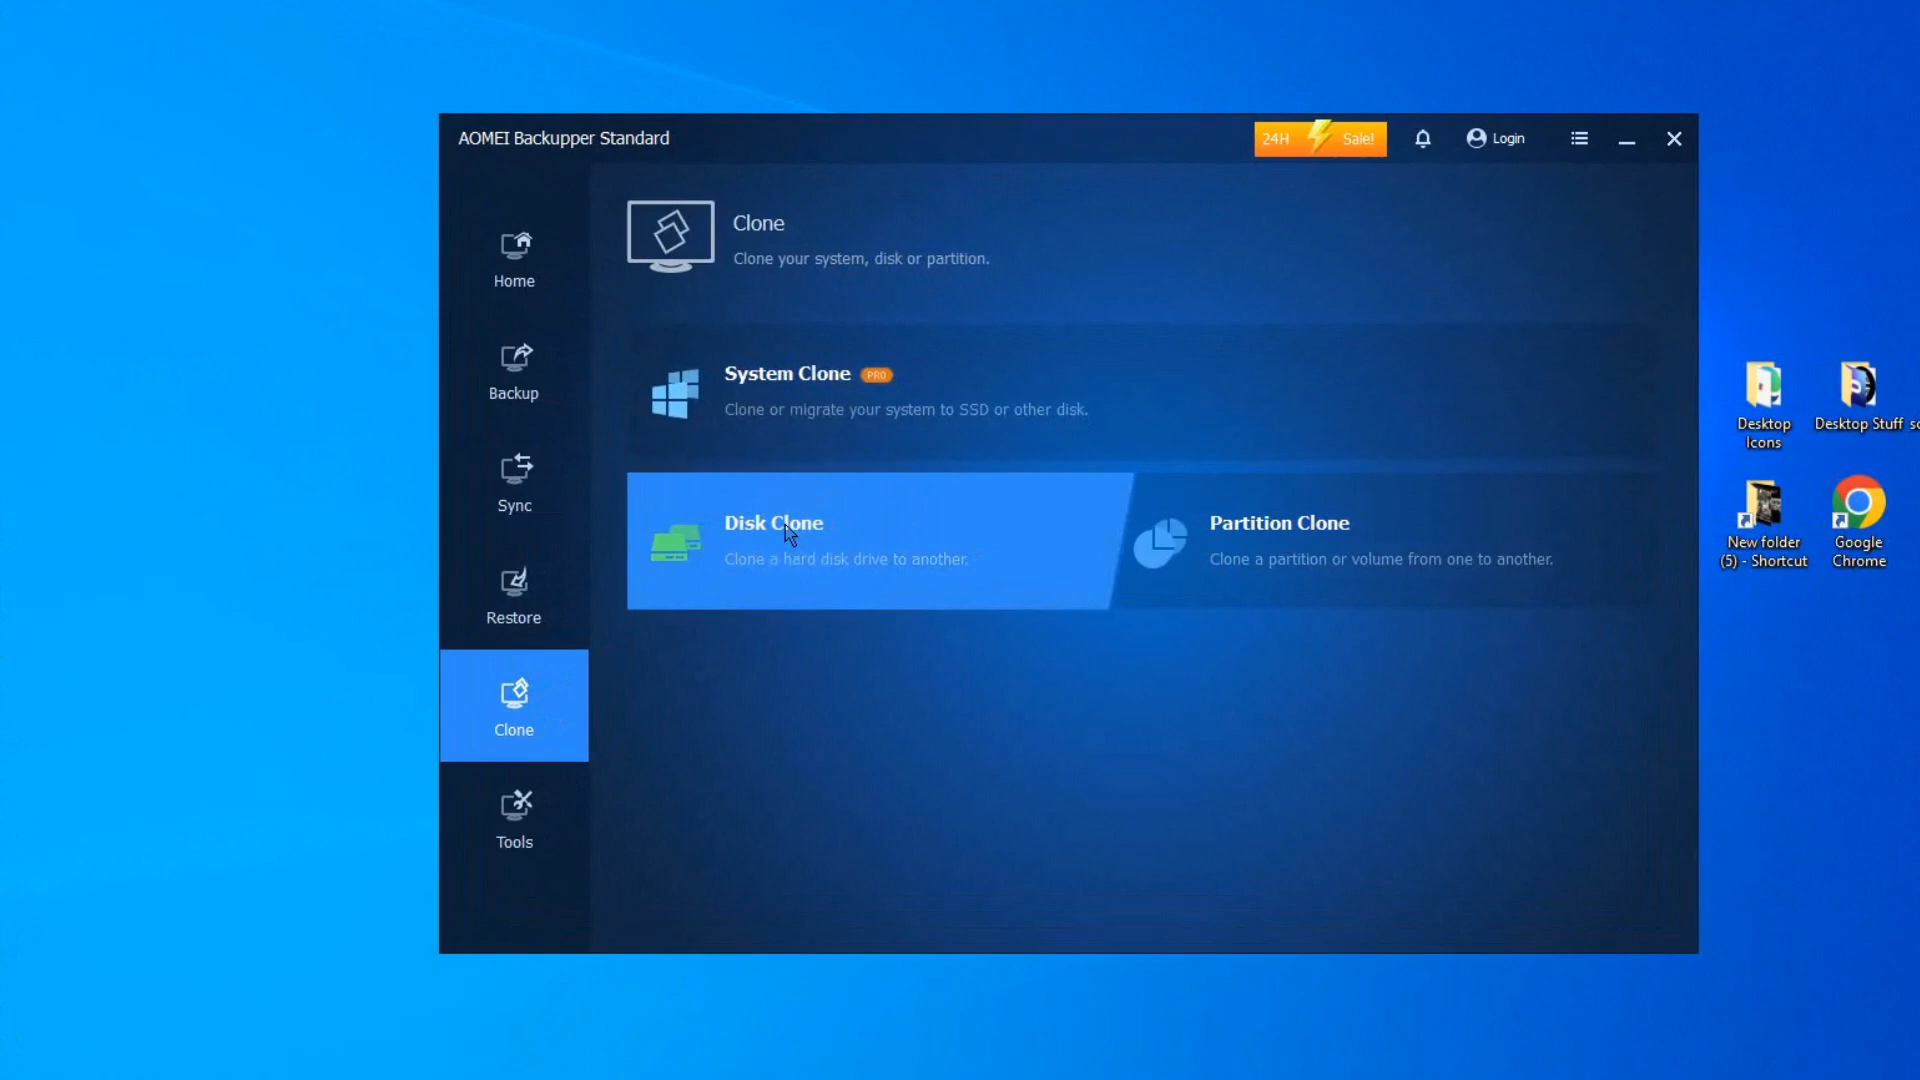 AOMEI Backupper Standard
24H Sale!
Login
Clone
Clone your system, disk or partition.
Home
Backup
Sync
Restore
Clone
Tools
System Clone PRO
Clone or migrate your system to SSD or other disk.
Disk Clone
Clone a hard disk drive to another.
Partition Clone
Clone a partition or volume from one to another.
Desktop
Icons
Desktop Stuff
New folder
(5) - Shortcut
Google
Chrome